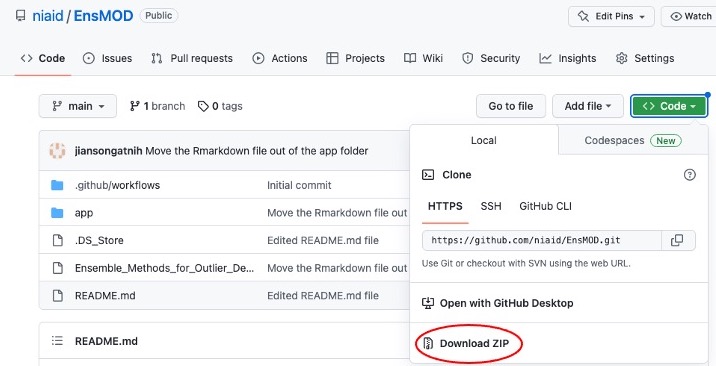 niaid / EnsMOD Public
Edit Pins
Watch
Code
Issues
Pull requests
Actions
Projects
Wiki
Security
Insights
Settings
main
1 branch
0 tags
Go to file
Add file
Code
jiansongatnih Move the Rmarkdown file out of the app folder
.github/workflows
Initial commit
app
Move the Rmarkdown file out
.DS_Store
Edited README.md file
Ensemble_Methods_for_Outlier_De...
Move the Rmarkdown file out
README.md
Edited README.md file
README.md
Local
Codespaces New
Clone
HTTPS
SSH
GitHub CLI
https://github.com/niaid/EnsMOD.git
Use Git or checkout with SVN using the web URL.
Open with GitHub Desktop
Download ZIP